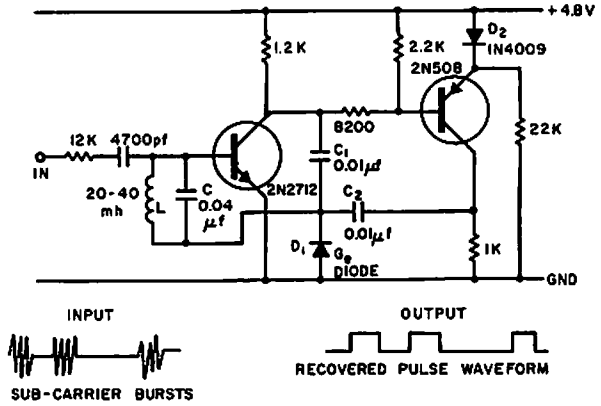 +4.8V
D2
1N4009
1.2K
2.2K
2N508
12K
4700pf
8200
22K
IN
C1
0.01μf
2N2712
20-40
mh
L
C
0.04
μf
C2
0.01μf
D1
Ge
DIODE
1K
GND
INPUT
OUTPUT
RECOVERED PULSE WAVEFORM
SUB-CARRIER BURSTS